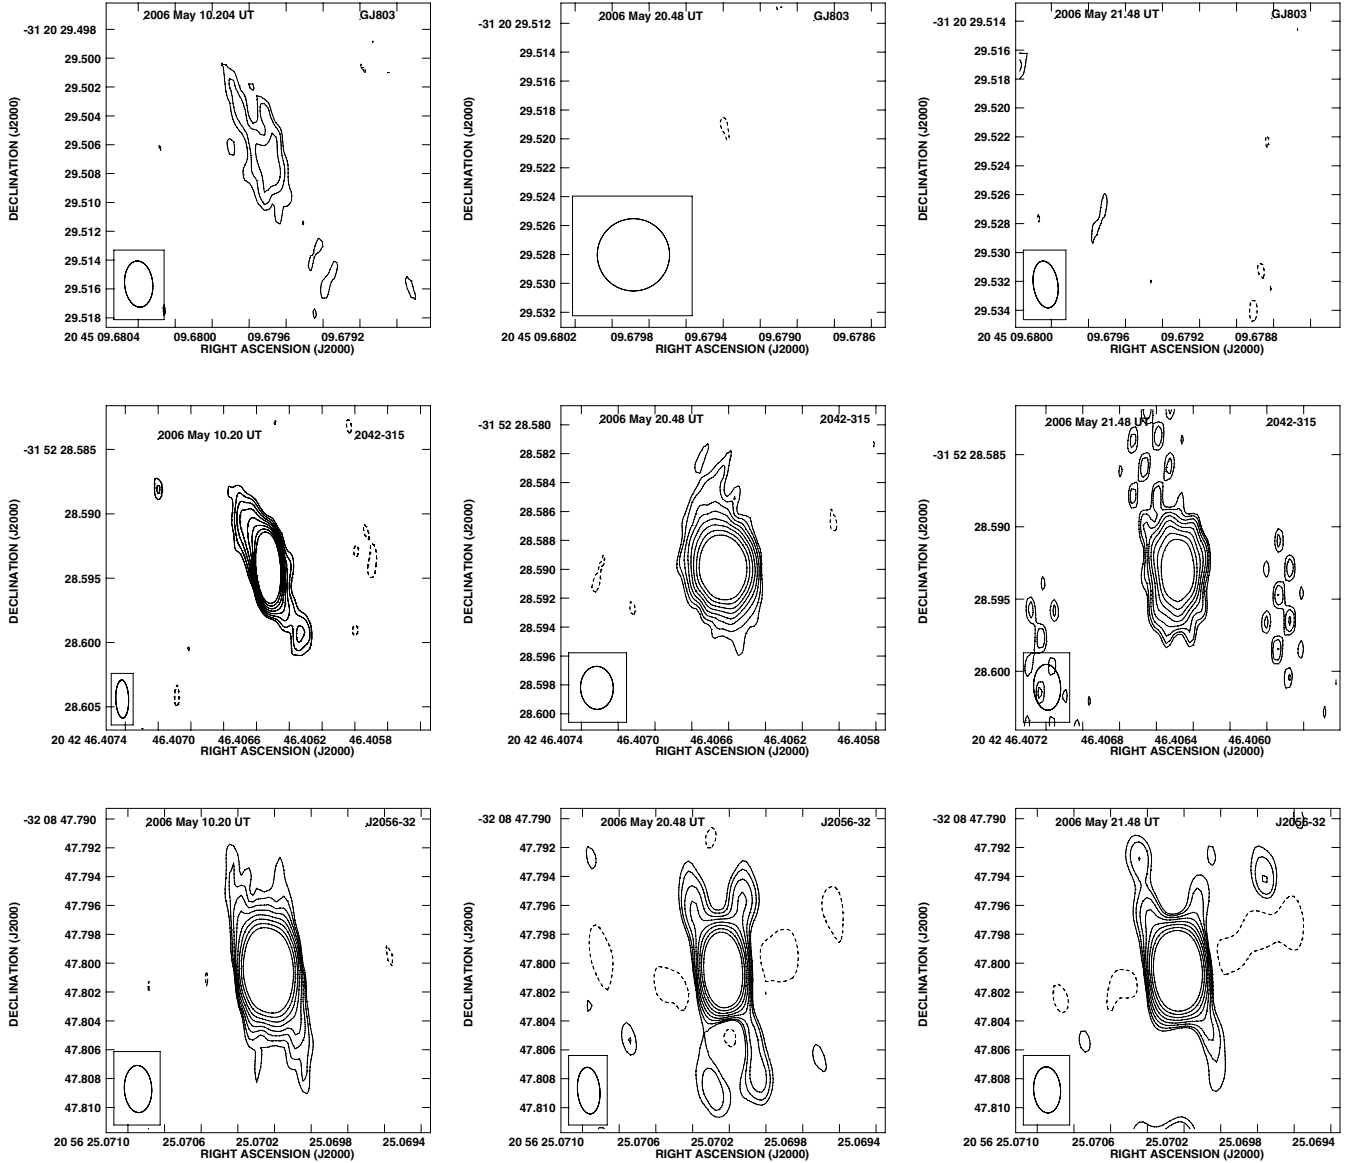 2006 May 10.204 UT GJ803
-31 20 29.498
29.500
29.502
29.504
29.506
29.508
29.510
29.512
29.514
29.516
29.518
DECLINATION (J2000)
20 45 09.6804 09.6800 09.6796 09.6792
RIGHT ASCENSION (J2000)
2006 May 20.48 UT GJ803
-31 20 29.512
29.514
29.516
29.518
29.520
29.522
29.524
29.526
29.528
29.530
29.532
DECLINATION (J2000)
20 45 09.6802 09.6798 09.6794 09.6790 09.6786
RIGHT ASCENSION (J2000)
2006 May 21.48 UT GJ803
-31 20 29.514
29.516
29.518
29.520
29.522
29.524
29.526
29.528
29.530
29.532
29.534
DECLINATION (J2000)
20 45 09.6800 09.6796 09.6792 09.6788
RIGHT ASCENSION (J2000)
2006 May 10.20 UT 2042-315
-31 52 28.585
28.590
28.595
28.600
28.605
DECLINATION (J2000)
20 42 46.4074 46.4070 46.4066 46.4062 46.4058
RIGHT ASCENSION (J2000)
2006 May 20.48 UT 2042-315
-31 52 28.580
28.582
28.584
28.586
28.588
28.590
28.592
28.594
28.596
28.598
28.600
DECLINATION (J2000)
20 42 46.4074 46.4070 46.4066 46.4062 46.4058
RIGHT ASCENSION (J2000)
2006 May 21.48 UT 2042-315
-31 52 28.585
28.590
28.595
28.600
DECLINATION (J2000)
20 42 46.4072 46.4068 46.4064 46.4060
RIGHT ASCENSION (J2000)
2006 May 10.20 UT J2056-32
-32 08 47.790
47.792
47.794
47.796
47.798
47.800
47.802
47.804
47.806
47.808
47.810
DECLINATION (J2000)
20 56 25.0710 25.0706 25.0702 25.0698 25.0694
RIGHT ASCENSION (J2000)
2006 May 20.48 UT J2056-32
-32 08 47.790
47.792
47.794
47.796
47.798
47.800
47.802
47.804
47.806
47.808
47.810
DECLINATION (J2000)
20 56 25.0710 25.0706 25.0702 25.0698 25.0694
RIGHT ASCENSION (J2000)
2006 May 21.48 UT J2056-32
-32 08 47.790
47.792
47.794
47.796
47.798
47.800
47.802
47.804
47.806
47.808
47.810
DECLINATION (J2000)
20 56 25.0710 25.0706 25.0702 25.0698 25.0694
RIGHT ASCENSION (J2000)